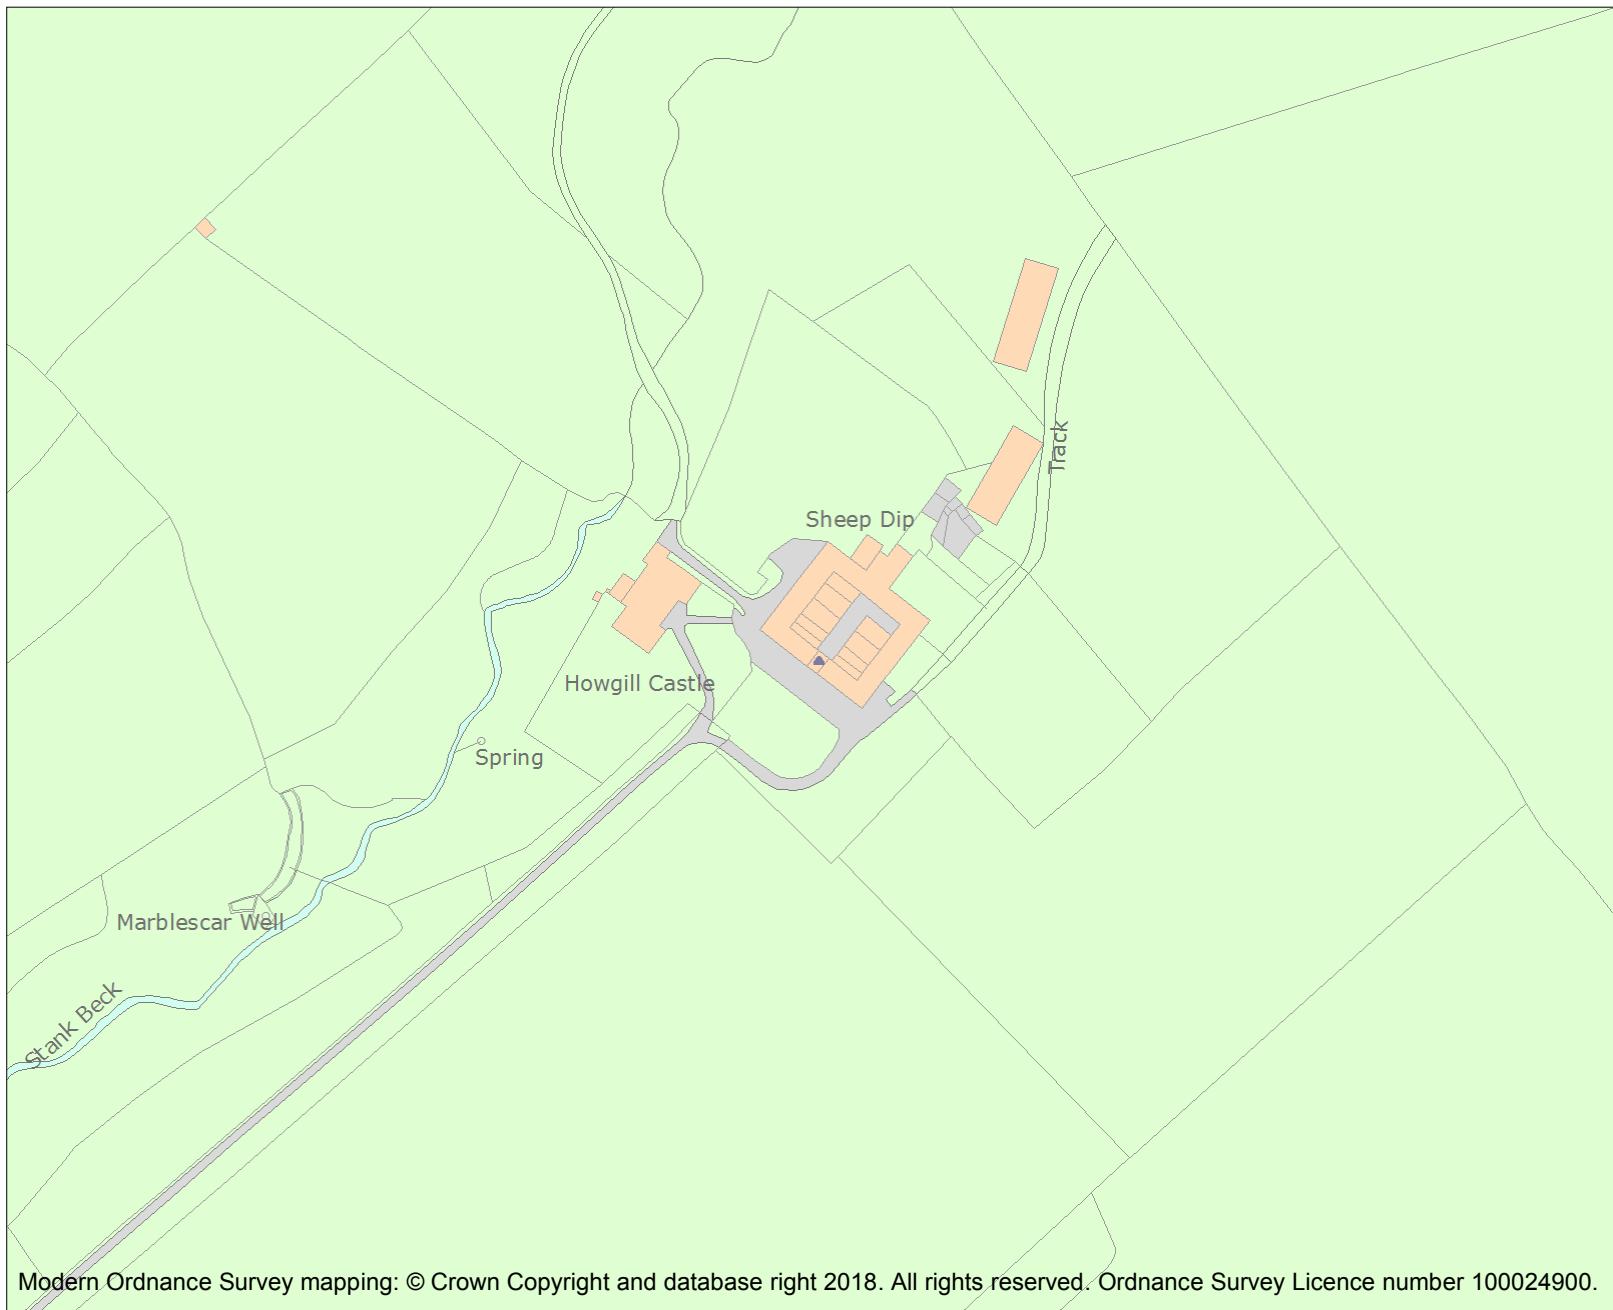 Track
Sheep Dip
Howgill Castle
Spring
Marblescar Well
Stank Beck
Modern Ordnance Survey mapping: © Crown Copyright and database right 2018. All rights reserved. Ordnance Survey Licence number 100024900.